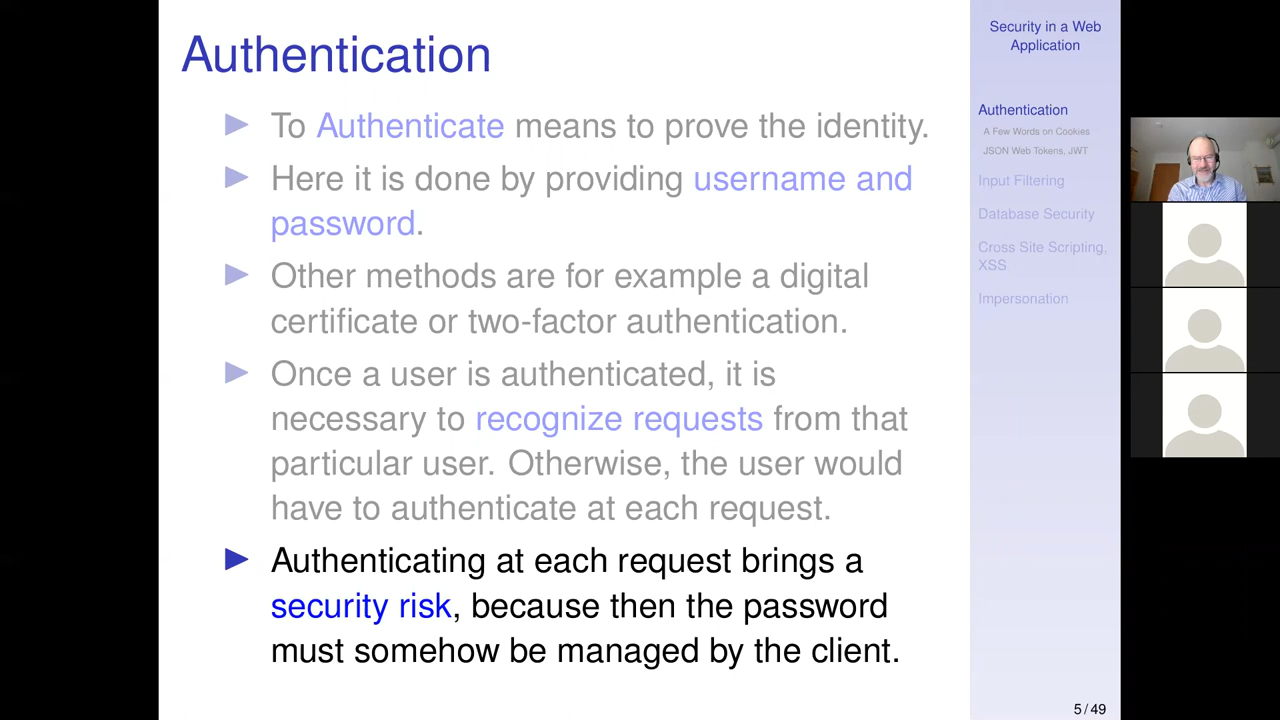 Authentication
To Authenticate means to prove the identity.
Here it is done by providing username and
password.
Other methods are for example a digital
certificate or two-factor authentication.
Once a user is authenticated, it is
necessary to recognize requests from that
particular user. Otherwise, the user would
have to authenticate at each request.
Authenticating at each request brings a
security risk, because then the password
must somehow be managed by the client.
Security in a Web
Application
Authentication
A Few Words on Cookies
JSON Web Tokens, JWT
Input Filtering
Database Security
Cross Site Scripting,
XSS
Impersonation
5 / 49